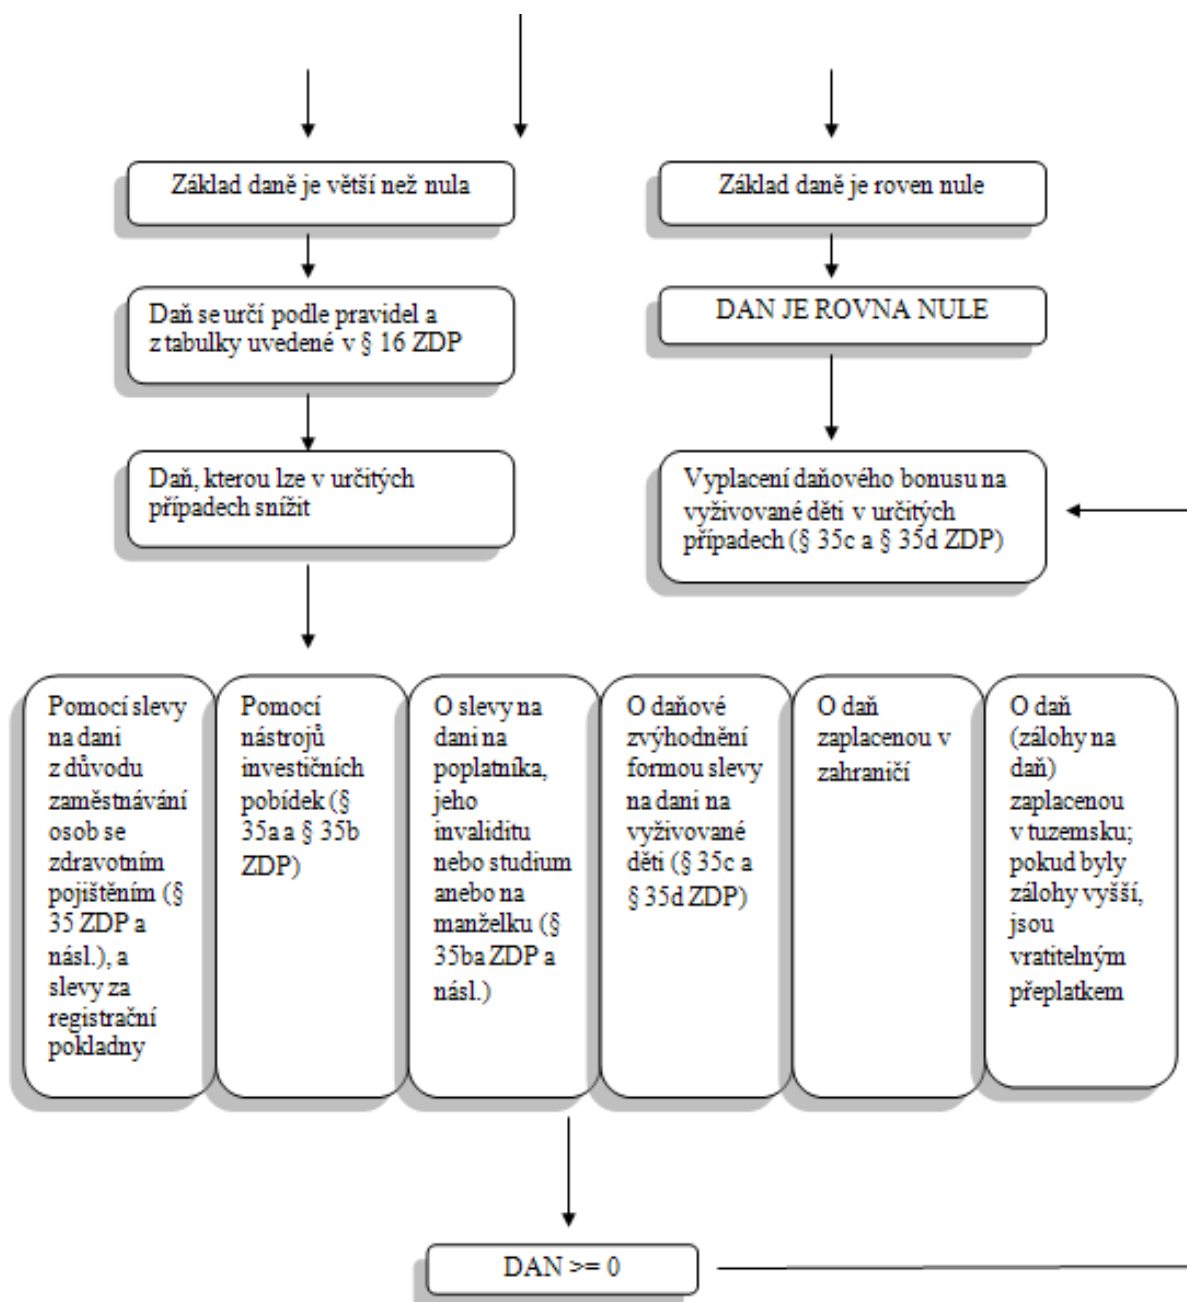 Základ daně je větší než nula
Základ daně je roven nule
Daň se určí podle pravidel a
z tabulky uvedené v § 16 ZDP
DAN JE ROVNA NULE
Daň, kterou lze v určitých
případech snížit
Vyplacení daňového bonusu na
vyživované děti v určitých
případech (§ 35c a § 35d ZDP)
Pomocí slevy
na dani
z důvodu
zaměstnávání
osob se
zdravotním
pojištěním (§
35 ZDP a
násl.), a
slevy za
registrační
pokladny
Pomocí
nástrojů
investičních
pobídek (§
35a a § 35b
ZDP)
O slevy na
dani na
poplatníka,
jeho
invaliditu
nebo studium
anebo na
manželku (§
35ba ZDP a
násl.)
O daňové
zvýhodnění
formou slevy
na dani na
vyživované
děti (§ 35c a
§ 35d ZDP)
O daň
zaplacenou v
zahraničí
O daň
(zálohy na
daň)
zaplacenou
v tuzemsku;
pokud byly
zálohy vyšší,
jsou
vratitelným
přeplatkem
DAN >= 0